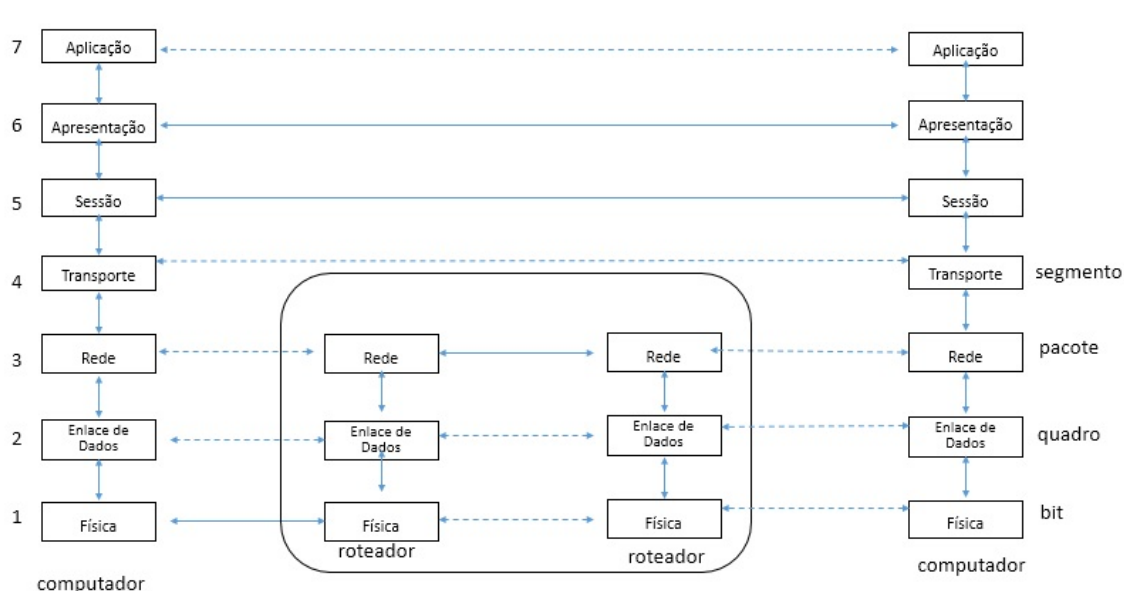 7
Aplicação
Aplicação
6
Apresentação
Apresentação
5
Sessão
Sessão
4
Transporte
Transporte
segmento
3
Rede
Rede
Rede
Rede
pacote
2
Enlace de
Dados
Enlace de
Dados
Enlace de
Dados
Enlace de
Dados
quadro
1
Física
Física
Física
Física
bit
computador
roteador
roteador
computador